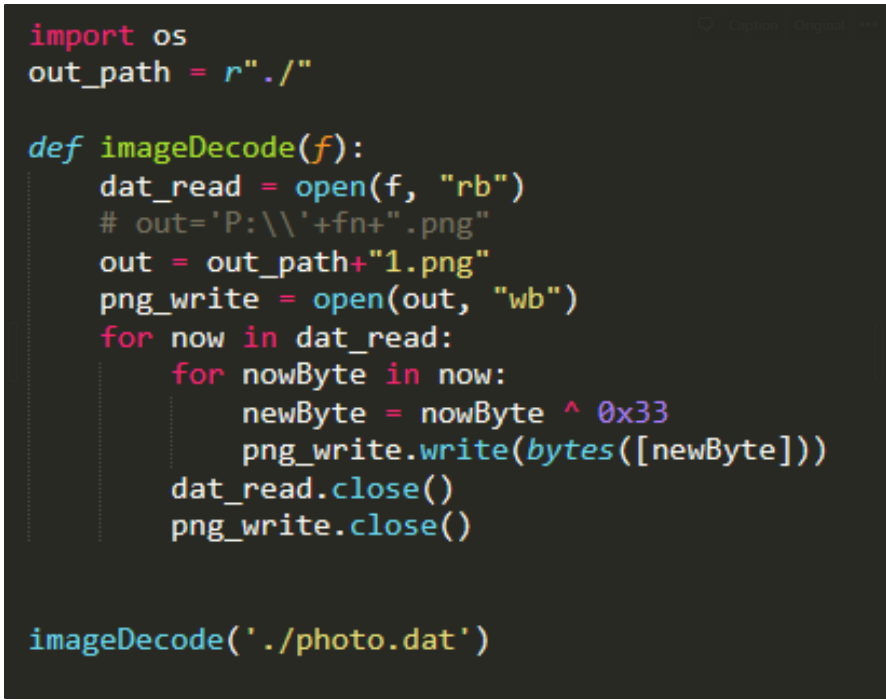 Caption Original ...
import os
out_path = r"./"
def imageDecode(f):
    dat_read = open(f, "rb")
    # out='P:\\'+fn+".png"
    out = out_path+"1.png"
    png_write = open(out, "wb")
    for now in dat_read:
        for nowByte in now:
            newByte = nowByte ^ 0x33
            png_write.write(bytes([newByte]))
        dat_read.close()
        png_write.close()
imageDecode('./photo.dat')